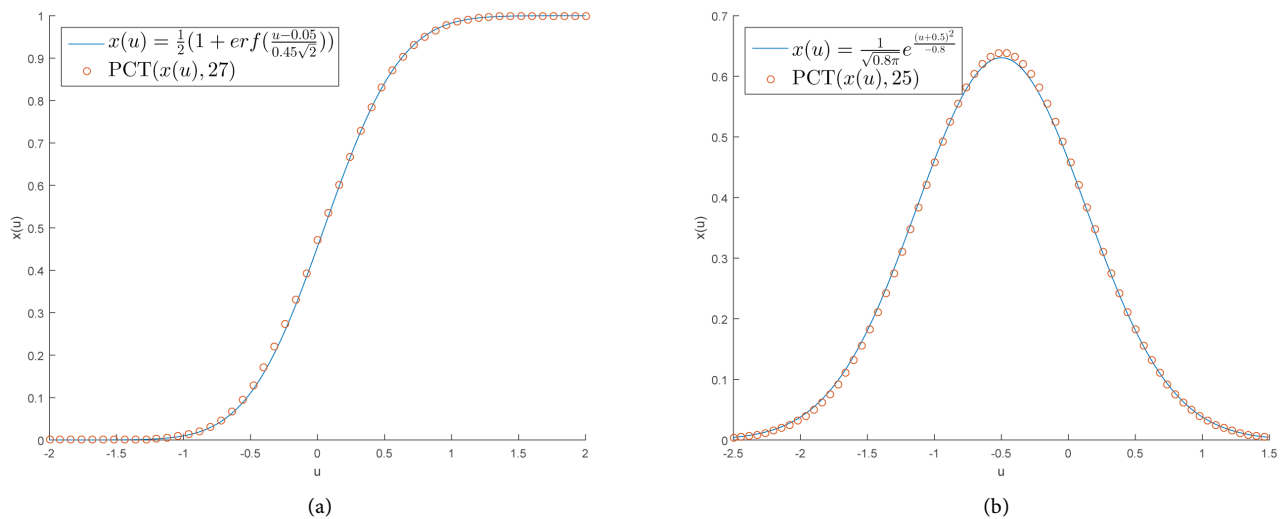 x(u) = 1/2(1 + erf((u−0.05)/(0.45√2)))
PCT(x(u), 27)
1
0.9
0.8
0.7
0.6
0.5
0.4
0.3
0.2
0.1
0
x(u)
-2 -1.5 -1 -0.5 0 0.5 1 1.5 2
u
(a)
x(u) = 1/√(0.8π) e^((u+0.5)²/−0.8)
PCT(x(u), 25)
0.7
0.6
0.5
0.4
0.3
0.2
0.1
0
x(u)
-2.5 -2 -1.5 -1 -0.5 0 0.5 1 1.5
u
(b)